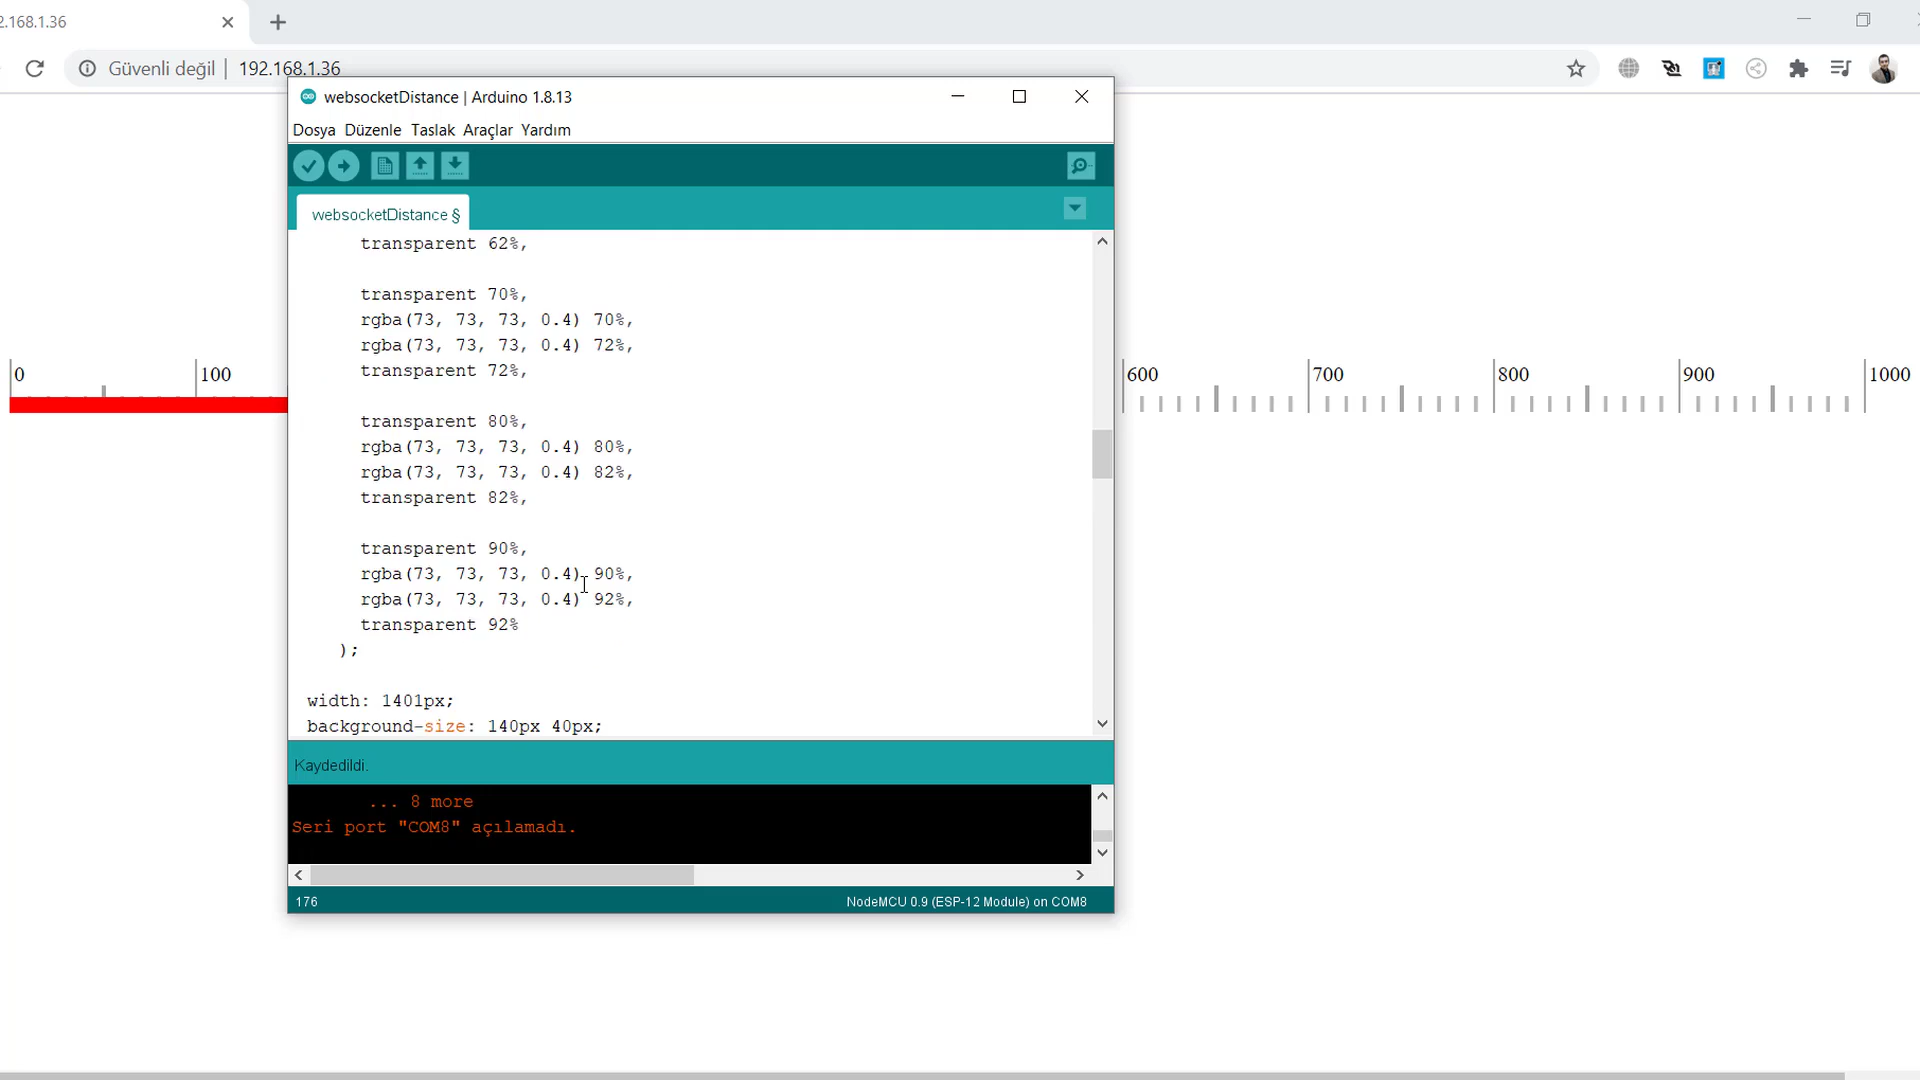 2.168.1.36
Güvenli değil | 192.168.1.36
websocketDistance | Arduino 1.8.13
Dosya Düzenle Taslak Araçlar Yardım
websocketDistance §
transparent 62%,
transparent 70%,
rgba(73, 73, 73, 0.4) 70%,
rgba(73, 73, 73, 0.4) 72%,
transparent 72%,
transparent 80%,
rgba(73, 73, 73, 0.4) 80%,
rgba(73, 73, 73, 0.4) 82%,
transparent 82%,
transparent 90%,
rgba(73, 73, 73, 0.4) 90%,
rgba(73, 73, 73, 0.4) 92%,
transparent 92%
);
width: 1401px;
background-size: 140px 40px;
0 100 600 700 800 900 1000
Kaydedildi.
... 8 more
Seri port "COM8" açılamadı.
176 NodeMCU 0.9 (ESP-12 Module) on COM8